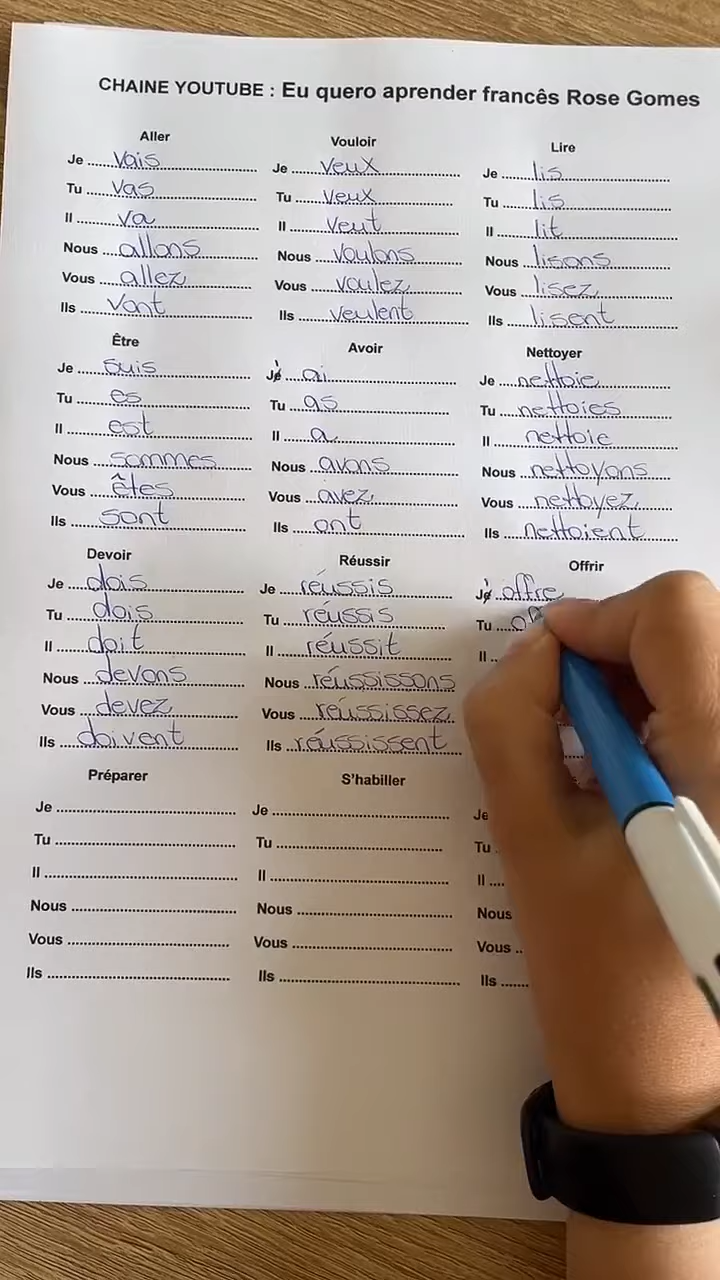 CHAINE YOUTUBE : Eu quero aprender francês Rose Gomes
Aller
Je ...... vais
Tu ...... vas
Il ...... va
Nous ... allons
Vous ... allez
Ils ...... vont
Vouloir
Je ...... veux
Tu ...... veux
Il ...... veut
Nous ... voulons
Vous ... voulez
Ils ...... veulent
Lire
Je ...... lis
Tu ...... lis
Il ...... lit
Nous ... lisons
Vous ... lisez
Ils ...... lisent
Être
Je ...... suis
Tu ...... es
Il ...... est
Nous ... sommes
Vous ... êtes
Ils ...... sont
Avoir
J' ... ai
Tu ... as
Il ... a
Nous ... avons
Vous ... avez
Ils ... ont
Nettoyer
Je ... nettoie
Tu ... nettoies
Il ... nettoie
Nous ... nettoyons
Vous ... nettoyez
Ils ... nettoient
Devoir
Je ... dois
Tu ... dois
Il ... doit
Nous ... devons
Vous ... devez
Ils ... doivent
Réussir
Je ... réussis
Tu ... réussis
Il ... réussit
Nous ... réussissons
Vous ... réussissez
Ils ... réussissent
Offrir
J' ... offre
Tu ...
Il ...
Préparer
Je ......
Tu ......
Il ......
Nous ......
Vous ......
Ils ......
S'habiller
Je ......
Tu ......
Il ......
Nous ......
Vous ......
Ils ......
Je
Tu .
Il ....
Nous
Vous ..
Ils ......